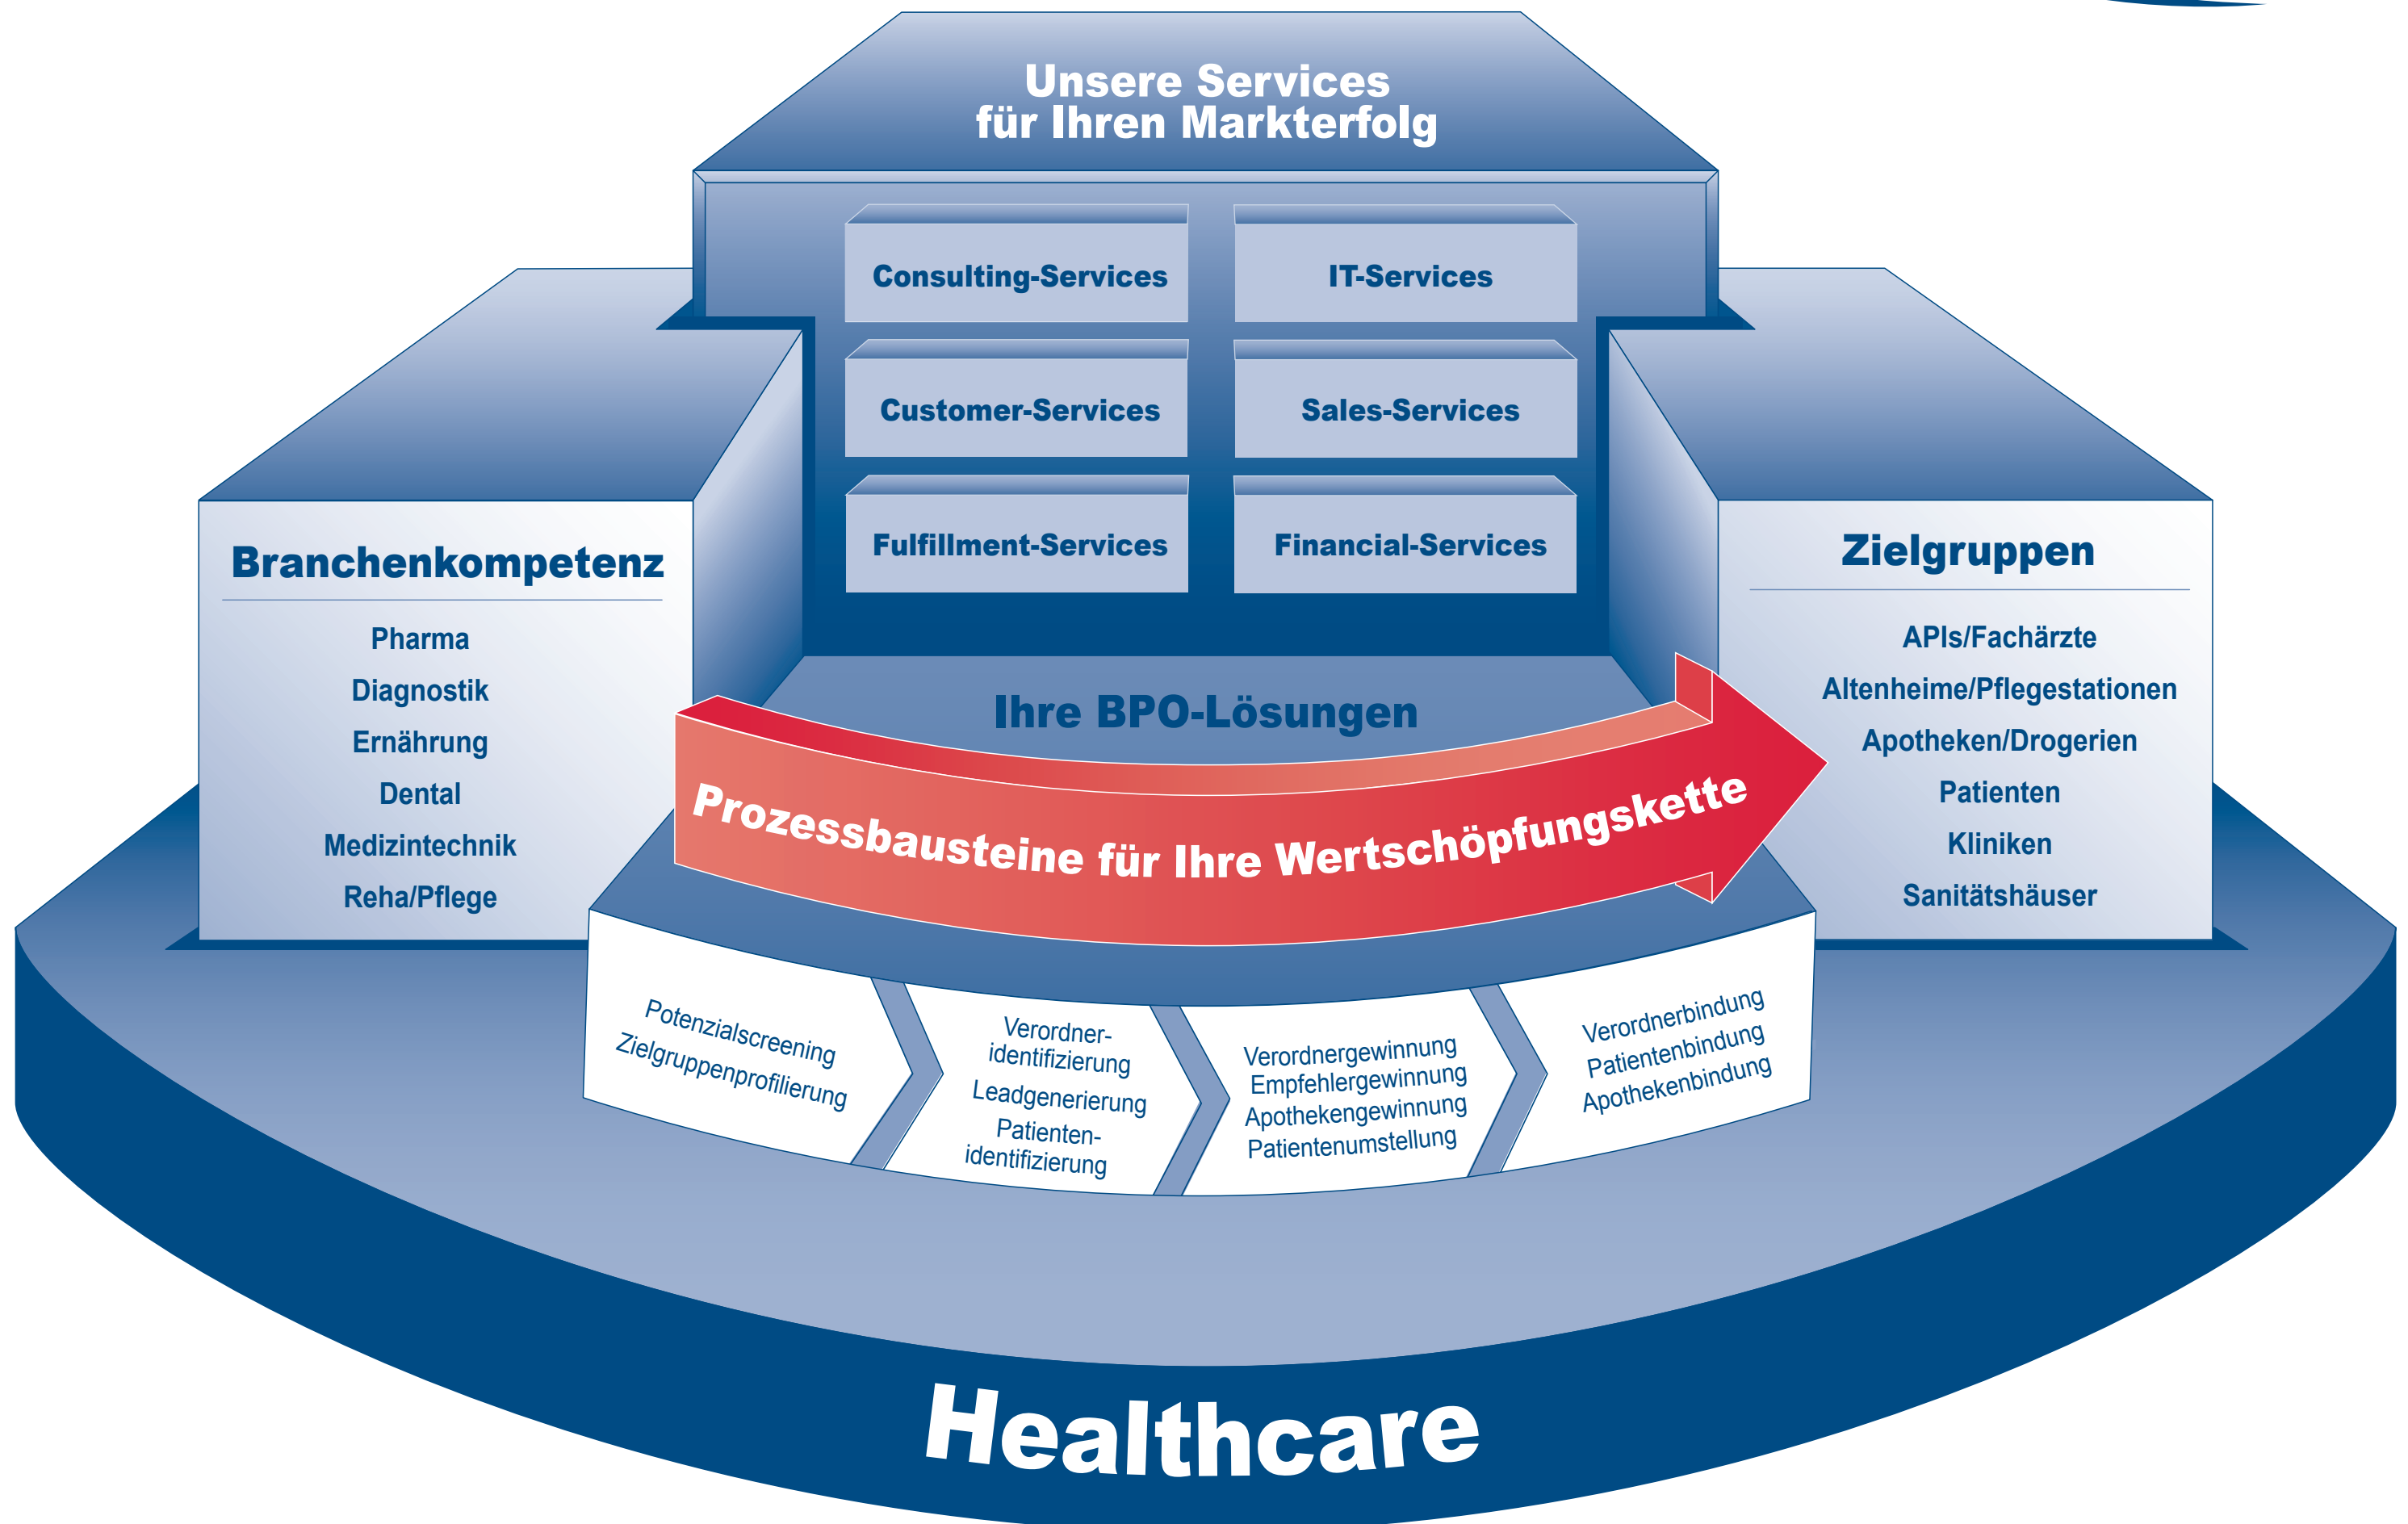 Unsere Services
für Ihren Markterfolg
Consulting-Services
IT-Services
Customer-Services
Sales-Services
Fulfillment-Services
Financial-Services
Branchenkompetenz
Pharma
Diagnostik
Ernährung
Dental
Medizintechnik
Reha/Pflege
Zielgruppen
APIs/Fachärzte
Altenheime/Pflegestationen
Apotheken/Drogerien
Patienten
Kliniken
Sanitätshäuser
Ihre BPO-Lösungen
Prozessbausteine für Ihre Wertschöpfungskette
Potenzialscreening
Zielgruppenprofilierung
Verordner-
identifizierung
Leadgenerierung
Patienten-
identifizierung
Verordnergewinnung
Empfehlergewinnung
Apothekengewinnung
Patientenumstellung
Verordnerbindung
Patientenbindung
Apothekenbindung
Healthcare